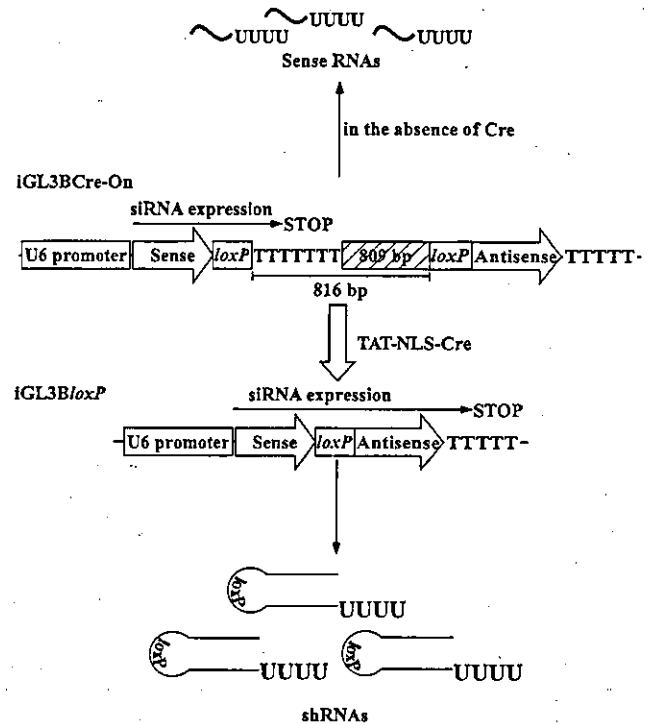 UUUU
UUUU
UUUU
Sense RNAs
in the absence of Cre
iGL3BCre-On
siRNA expression
STOP
U6 promoter Sense loxP TTTTTTT 809 bp loxP Antisense TTTTT-
816 bp
TAT-NLS-Cre
iGL3BloxP
siRNA expression
STOP
U6 promoter Sense loxP Antisense TTTTT-
loxP
UUUU
loxP UUUU loxP UUUU
shRNAs